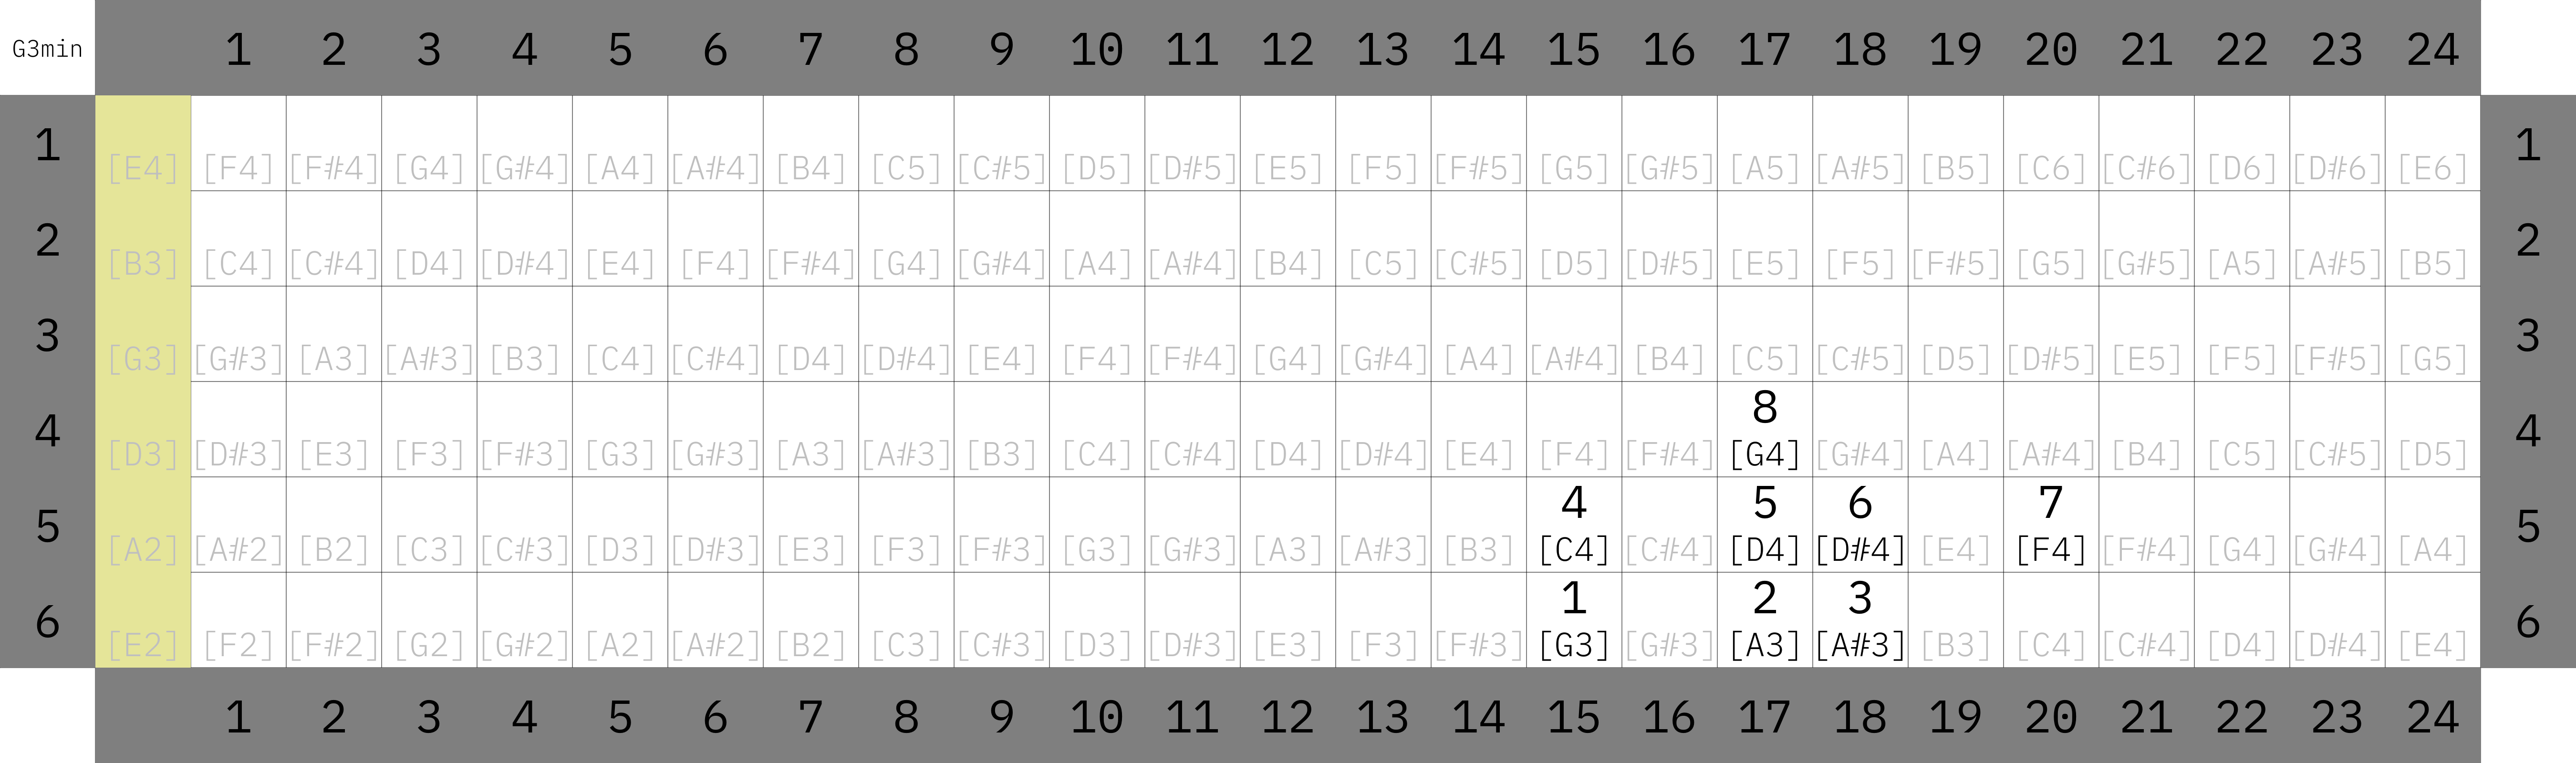 G3min 1 2 3 4 5 6 7 8 9 10 11 12 13 14 15 16 17 18 19 20 21 22 23 24
1 [E4] [F4] [F#4] [G4] [G#4] [A4] [A#4] [B4] [C5] [C#5] [D5] [D#5] [E5] [F5] [F#5] [G5] [G#5] [A5] [A#5] [B5] [C6] [C#6] [D6] [D#6] [E6] 1
2 [B3] [C4] [C#4] [D4] [D#4] [E4] [F4] [F#4] [G4] [G#4] [A4] [A#4] [B4] [C5] [C#5] [D5] [D#5] [E5] [F5] [F#5] [G5] [G#5] [A5] [A#5] [B5] 2
3 [G3] [G#3] [A3] [A#3] [B3] [C4] [C#4] [D4] [D#4] [E4] [F4] [F#4] [G4] [G#4] [A4] [A#4] [B4] [C5] [C#5] [D5] [D#5] [E5] [F5] [F#5] [G5] 3
8
4 [D3] [D#3] [E3] [F3] [F#3] [G3] [G#3] [A3] [A#3] [B3] [C4] [C#4] [D4] [D#4] [E4] [F4] [F#4] [G4] [G#4] [A4] [A#4] [B4] [C5] [C#5] [D5] 4
4 5 6 7
5 [A2] [A#2] [B2] [C3] [C#3] [D3] [D#3] [E3] [F3] [F#3] [G3] [G#3] [A3] [A#3] [B3] [C4] [C#4] [D4] [D#4] [E4] [F4] [F#4] [G4] [G#4] [A4] 5
1 2 3
6 [E2] [F2] [F#2] [G2] [G#2] [A2] [A#2] [B2] [C3] [C#3] [D3] [D#3] [E3] [F3] [F#3] [G3] [G#3] [A3] [A#3] [B3] [C4] [C#4] [D4] [D#4] [E4] 6
1 2 3 4 5 6 7 8 9 10 11 12 13 14 15 16 17 18 19 20 21 22 23 24